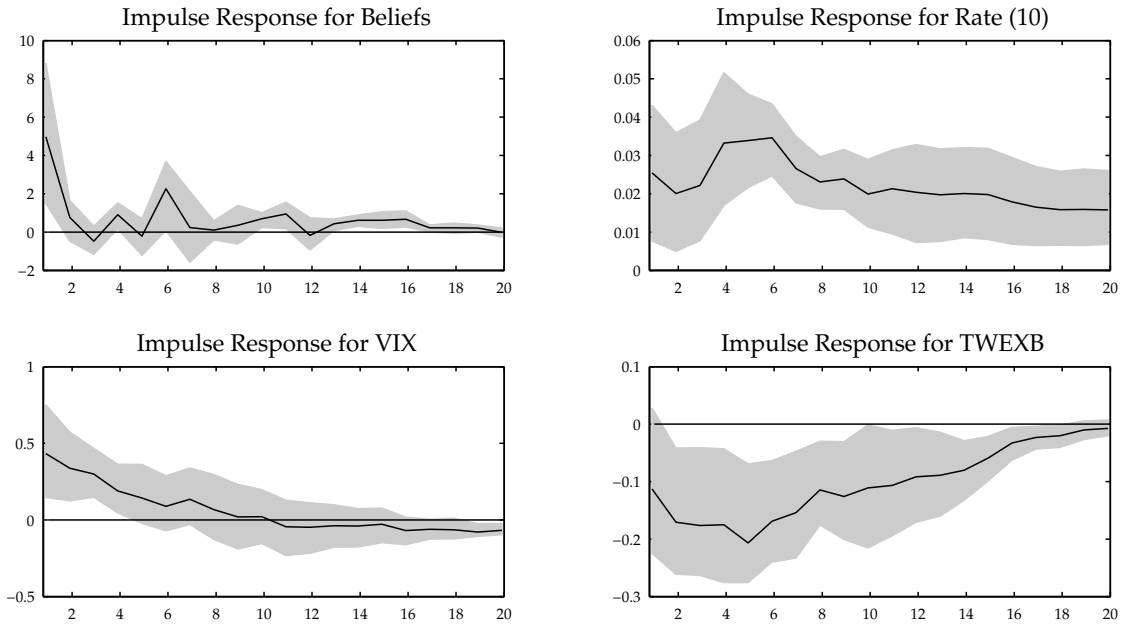 Impulse Response for Beliefs
10
8
6
4
2
0
−2
2 4 6 8 10 12 14 16 18 20
Impulse Response for Rate (10)
0.06
0.05
0.04
0.03
0.02
0.01
0
2 4 6 8 10 12 14 16 18 20
Impulse Response for VIX
1
0.5
0
−0.5
2 4 6 8 10 12 14 16 18 20
Impulse Response for TWEXB
0.1
0
−0.1
−0.2
−0.3
2 4 6 8 10 12 14 16 18 20